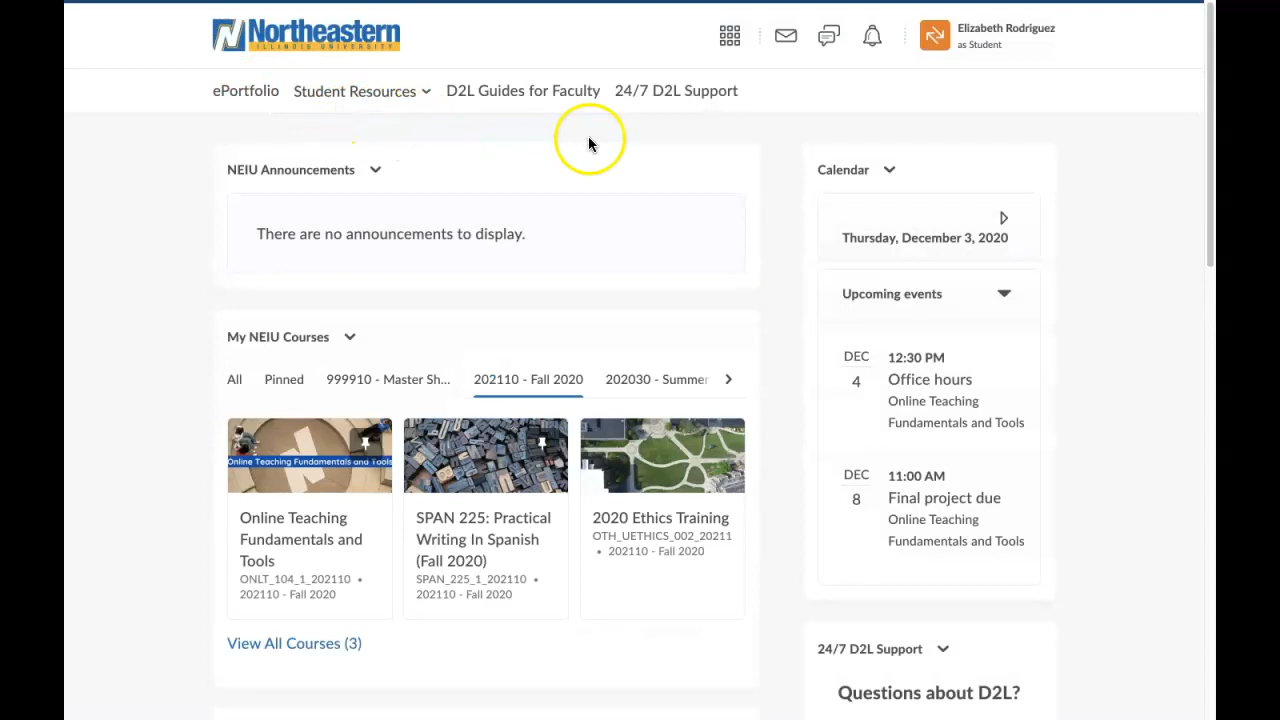 Northeastern
ILLINOIS UNIVERSITY
Elizabeth Rodriguez
as Student
ePortfolio
Student Resources
D2L Guides for Faculty
24/7 D2L Support
NEIU Announcements
There are no announcements to display.
My NEIU Courses
All
Pinned
999910 - Master Sh...
202110 - Fall 2020
202030 - Summer
Online Teaching Fundamentals and Tools
Online Teaching
Fundamentals and
Tools
ONLT_104_1_202110 •
202110 - Fall 2020
SPAN 225: Practical
Writing In Spanish
(Fall 2020)
SPAN_225_1_202110 •
202110 - Fall 2020
2020 Ethics Training
OTH_UETHICS_002_20211
• 202110 - Fall 2020
View All Courses (3)
Calendar
Thursday, December 3, 2020
Upcoming events
DEC
4
12:30 PM
Office hours
Online Teaching
Fundamentals and Tools
DEC
8
11:00 AM
Final project due
Online Teaching
Fundamentals and Tools
24/7 D2L Support
Questions about D2L?